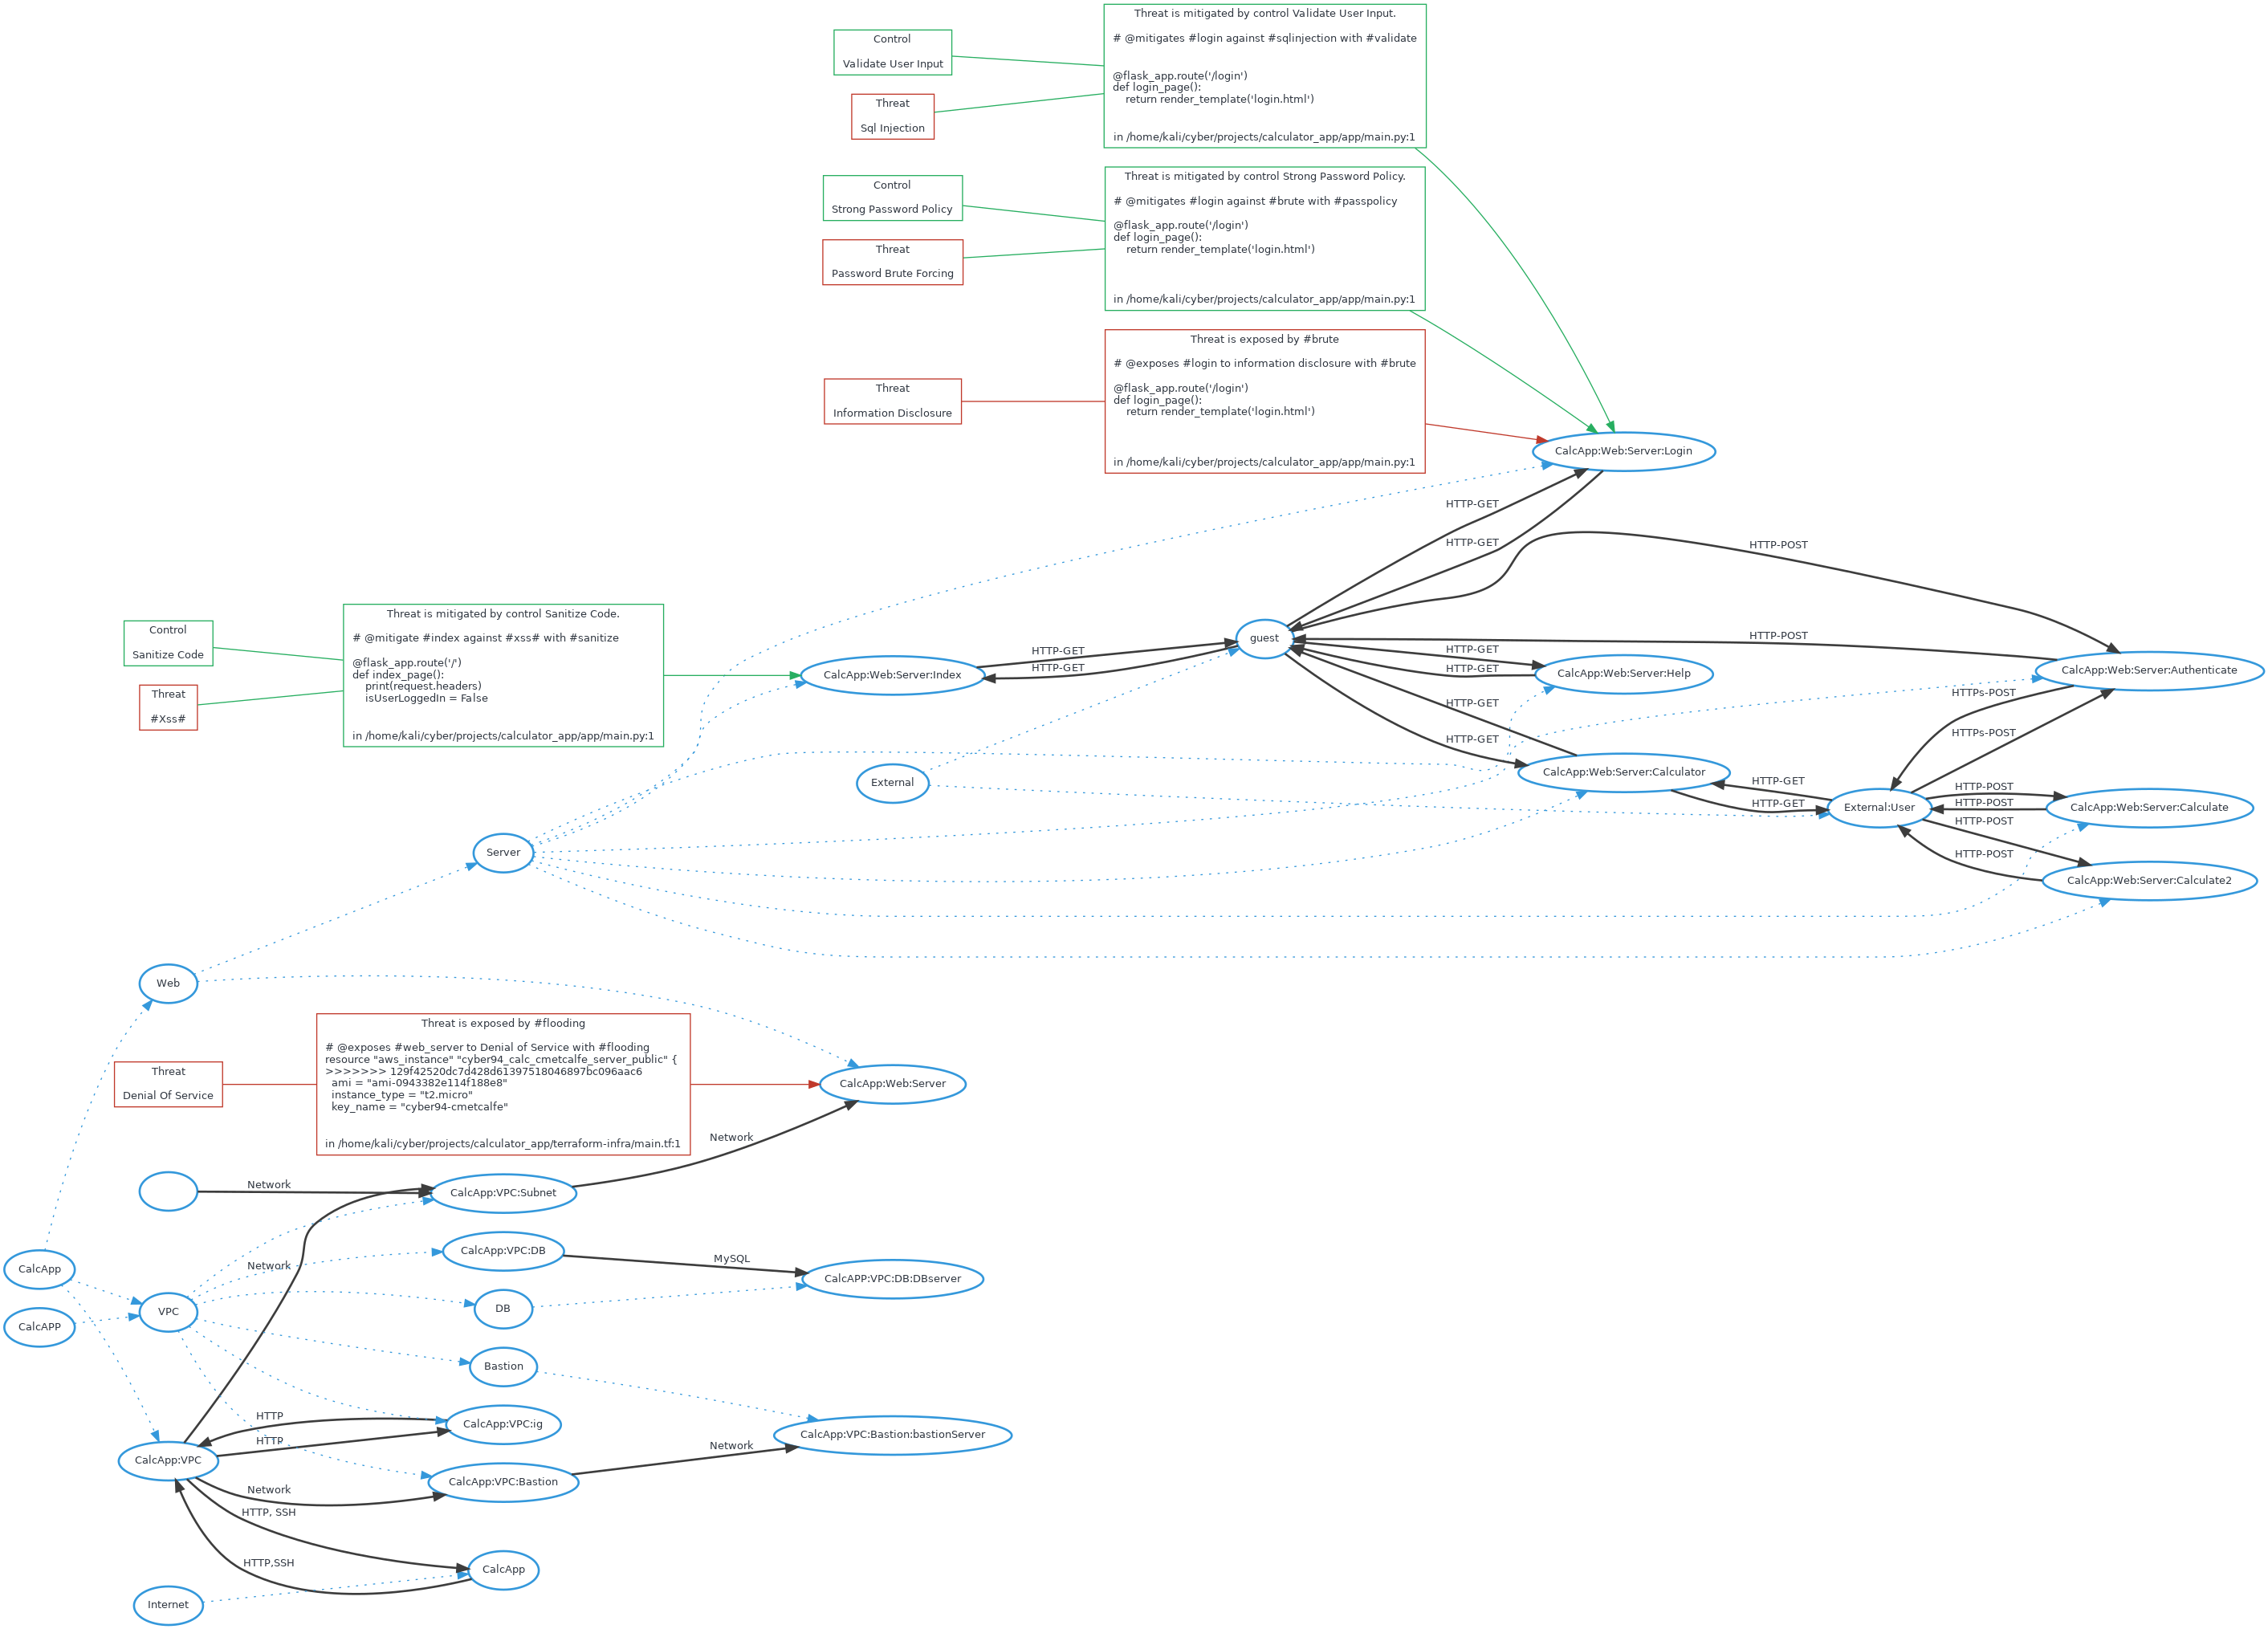 Threat is mitigated by control Validate User Input.
# @mitigates #login against #sqlinjection with #validate
@flask_app.route('/login')
def login_page():
    return render_template('login.html')
in /home/kali/cyber/projects/calculator_app/app/main.py:1
Control
Validate User Input
Threat
Sql Injection
Threat is mitigated by control Strong Password Policy.
# @mitigates #login against #brute with #passpolicy
@flask_app.route('/login')
def login_page():
    return render_template('login.html')
in /home/kali/cyber/projects/calculator_app/app/main.py:1
Control
Strong Password Policy
Threat
Password Brute Forcing
Threat is exposed by #brute
# @exposes #login to information disclosure with #brute
@flask_app.route('/login')
def login_page():
    return render_template('login.html')
in /home/kali/cyber/projects/calculator_app/app/main.py:1
Threat
Information Disclosure
CalcApp:Web:Server:Login
HTTP-GET
HTTP-GET
HTTP-POST
HTTP-POST
Control
Sanitize Code
Threat
#Xss#
Threat is mitigated by control Sanitize Code.
# @mitigate #index against #xss# with #sanitize
@flask_app.route('/')
def index_page():
    print(request.headers)
    isUserLoggedIn = False
in /home/kali/cyber/projects/calculator_app/app/main.py:1
CalcApp:Web:Server:Index
HTTP-GET
HTTP-GET
guest
HTTP-GET
HTTP-GET
CalcApp:Web:Server:Help
CalcApp:Web:Server:Authenticate
HTTP-GET
HTTP-GET
HTTPs-POST
HTTPs-POST
External
CalcApp:Web:Server:Calculator
HTTP-GET
HTTP-GET
External:User
HTTP-POST
HTTP-POST
HTTP-POST
HTTP-POST
CalcApp:Web:Server:Calculate
CalcApp:Web:Server:Calculate2
Server
Web
Threat
Denial Of Service
Threat is exposed by #flooding
# @exposes #web_server to Denial of Service with #flooding
resource "aws_instance" "cyber94_calc_cmetcalfe_server_public" {
>>>>>>> 129f42520dc7d428d61397518046897bc096aac6
  ami = "ami-0943382e114f188e8"
  instance_type = "t2.micro"
  key_name = "cyber94-cmetcalfe"
in /home/kali/cyber/projects/calculator_app/terraform-infra/main.tf:1
CalcApp:Web:Server
Network
Network
CalcApp:VPC:Subnet
CalcApp
CalcAPP
VPC
Network
CalcApp:VPC:DB
MySQL
CalcAPP:VPC:DB:DBserver
DB
Bastion
HTTP
HTTP
CalcApp:VPC:ig
CalcApp:VPC:Bastion:bastionServer
CalcApp:VPC
Network
CalcApp:VPC:Bastion
Network
HTTP, SSH
HTTP,SSH
CalcApp
Internet